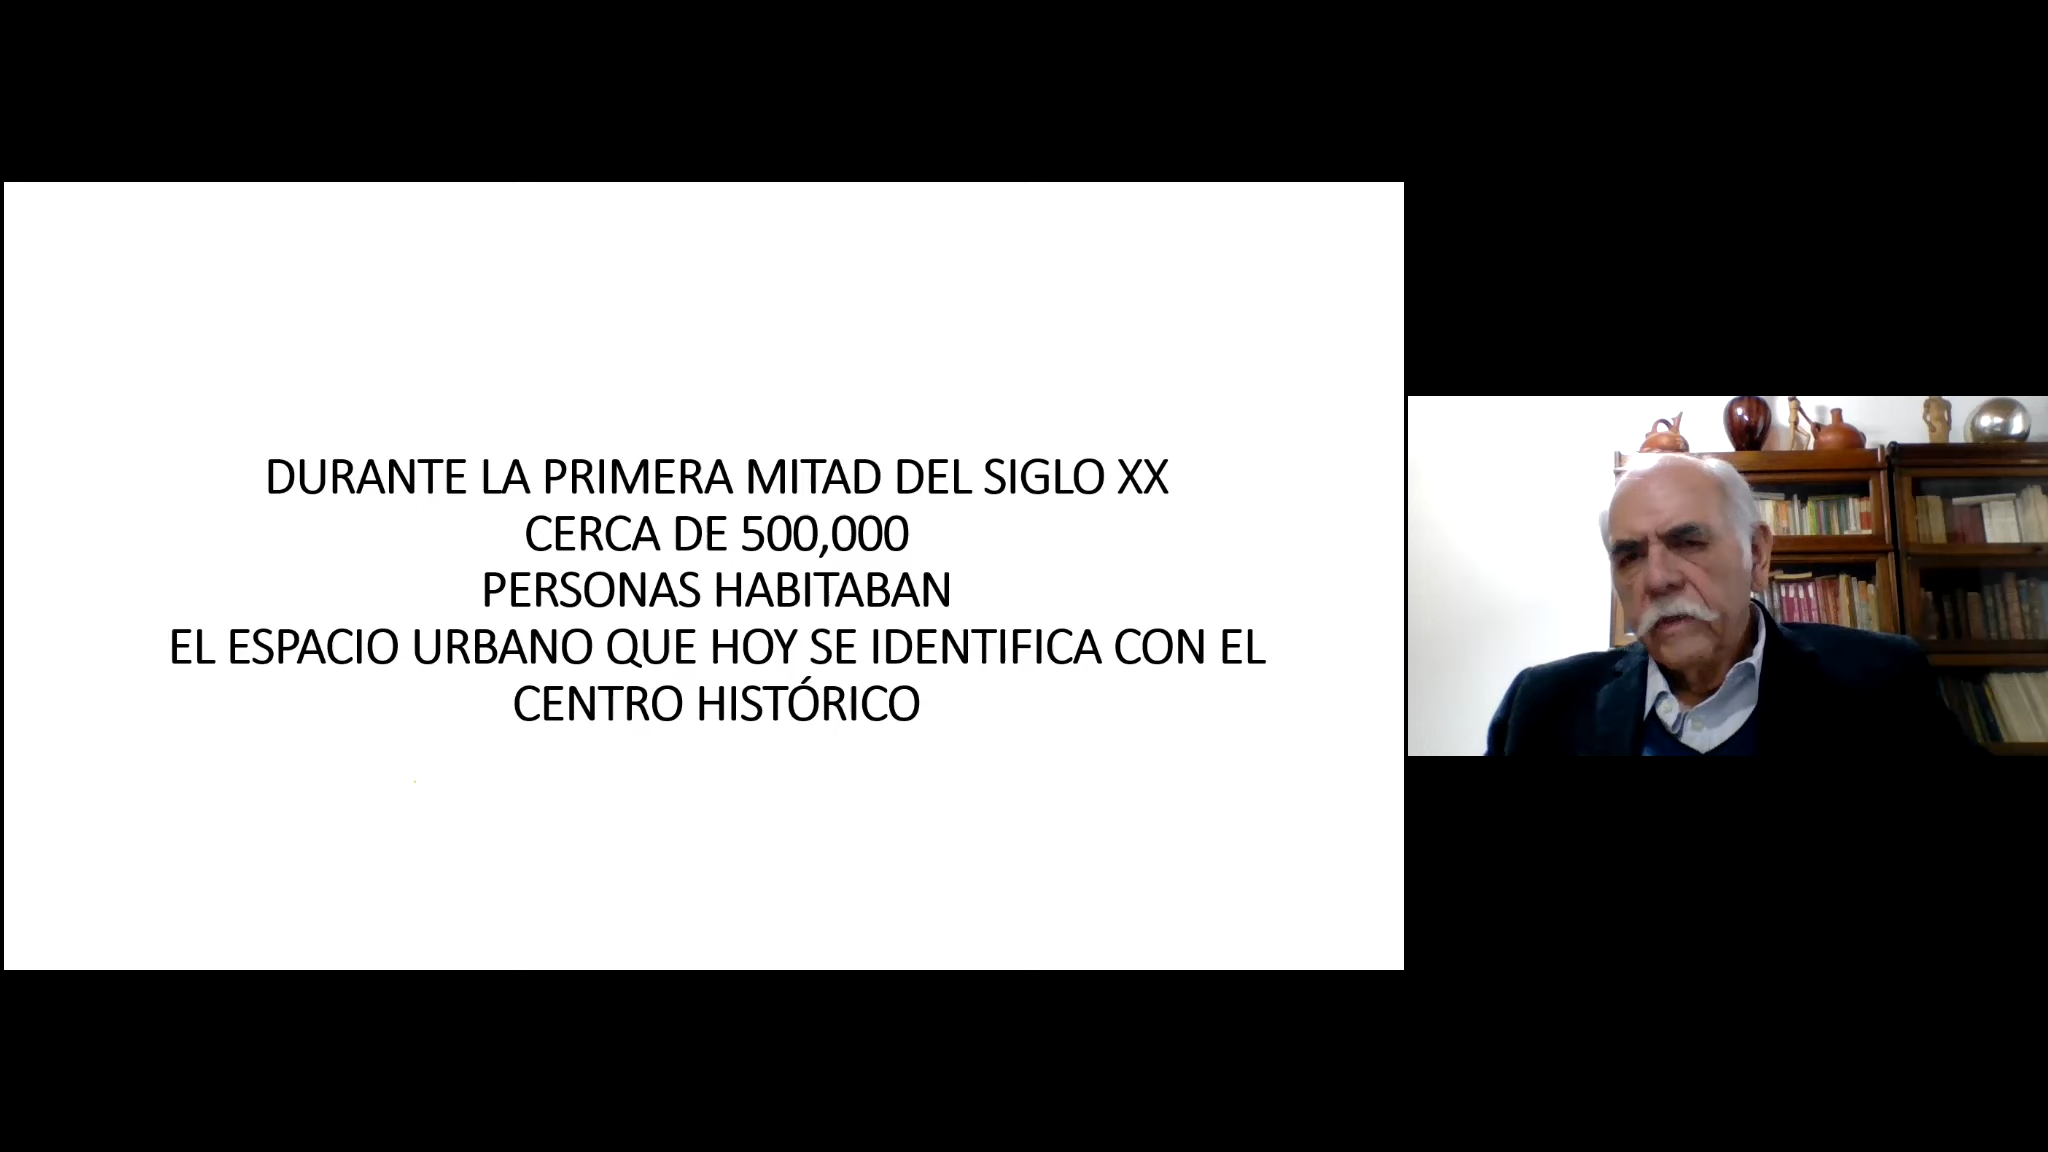 DURANTE LA PRIMERA MITAD DEL SIGLO XX
CERCA DE 500,000
PERSONAS HABITABAN
EL ESPACIO URBANO QUE HOY SE IDENTIFICA CON EL
CENTRO HISTÓRICO